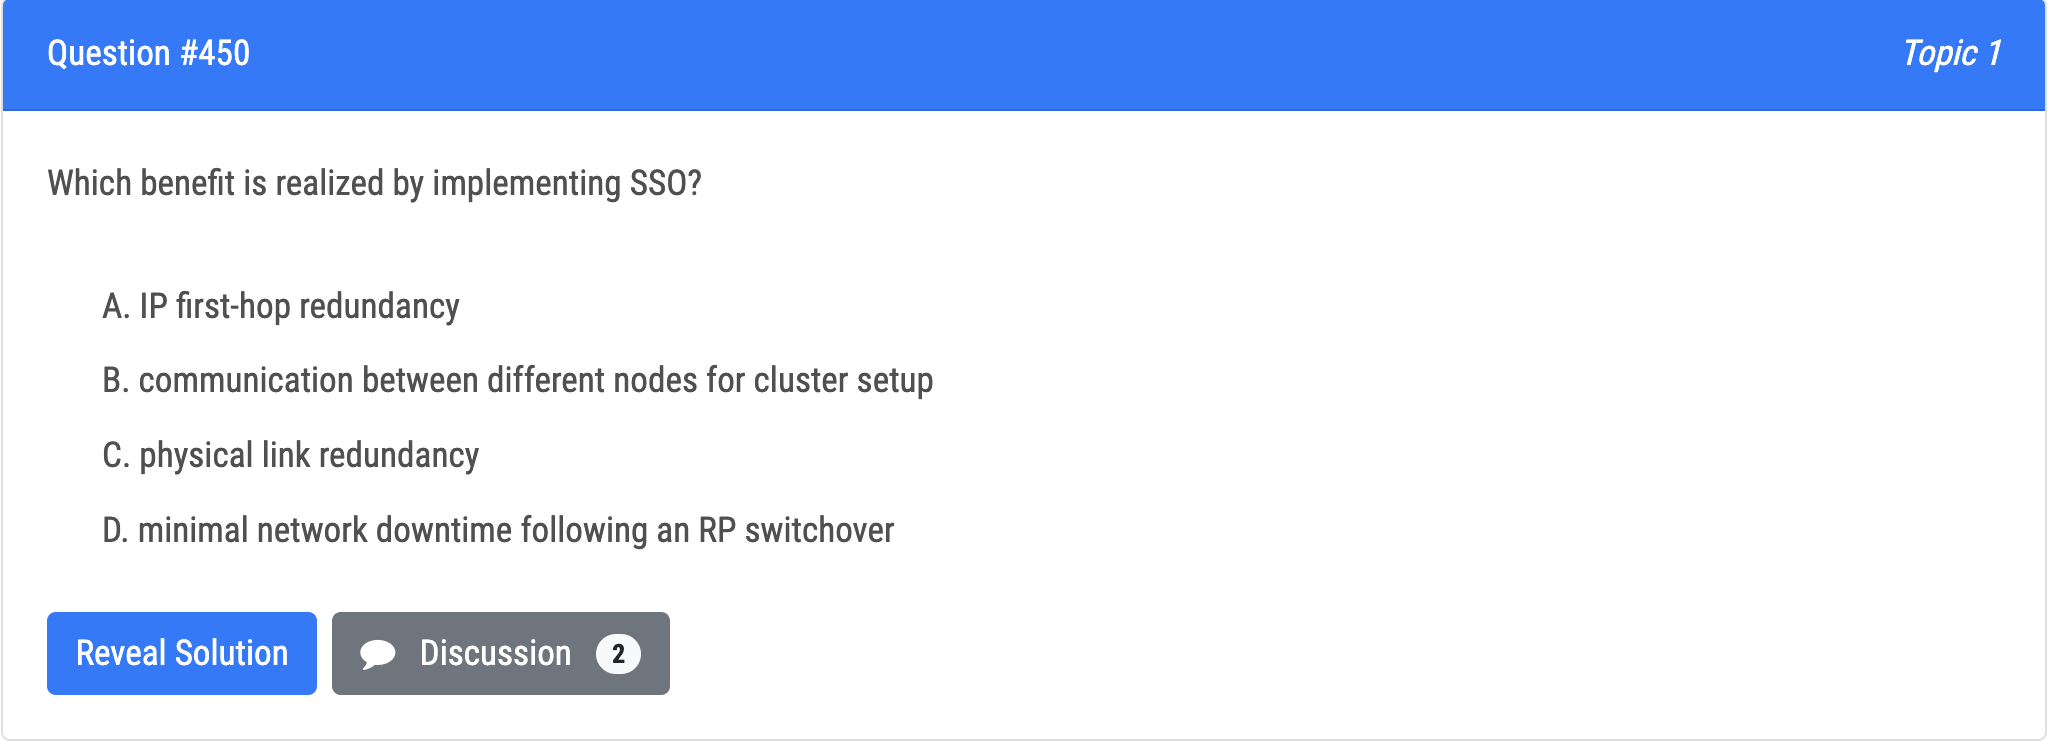 Question #450
Topic 1
Which benefit is realized by implementing SSO?
A. IP first-hop redundancy
B. communication between different nodes for cluster setup
C. physical link redundancy
D. minimal network downtime following an RP switchover
Reveal Solution
Discussion 2